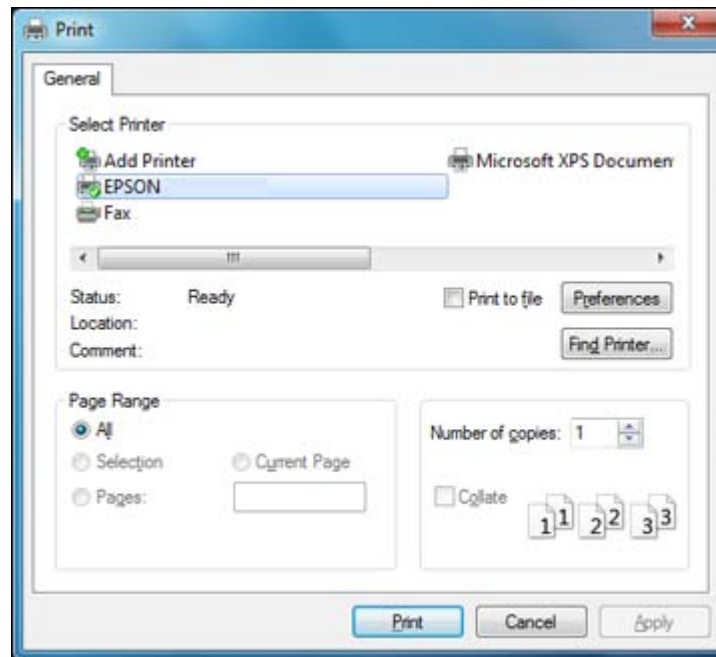 Print
General
Select Printer
Add Printer
Microsoft XPS Documen
EPSON
Fax
Status: Ready
Print to file
Preferences
Location:
Comment:
Find Printer...
Page Range
All
Number of copies: 1
Selection
Current Page
Pages:
Collate
1 1 2 2 3 3
Print
Cancel
Apply